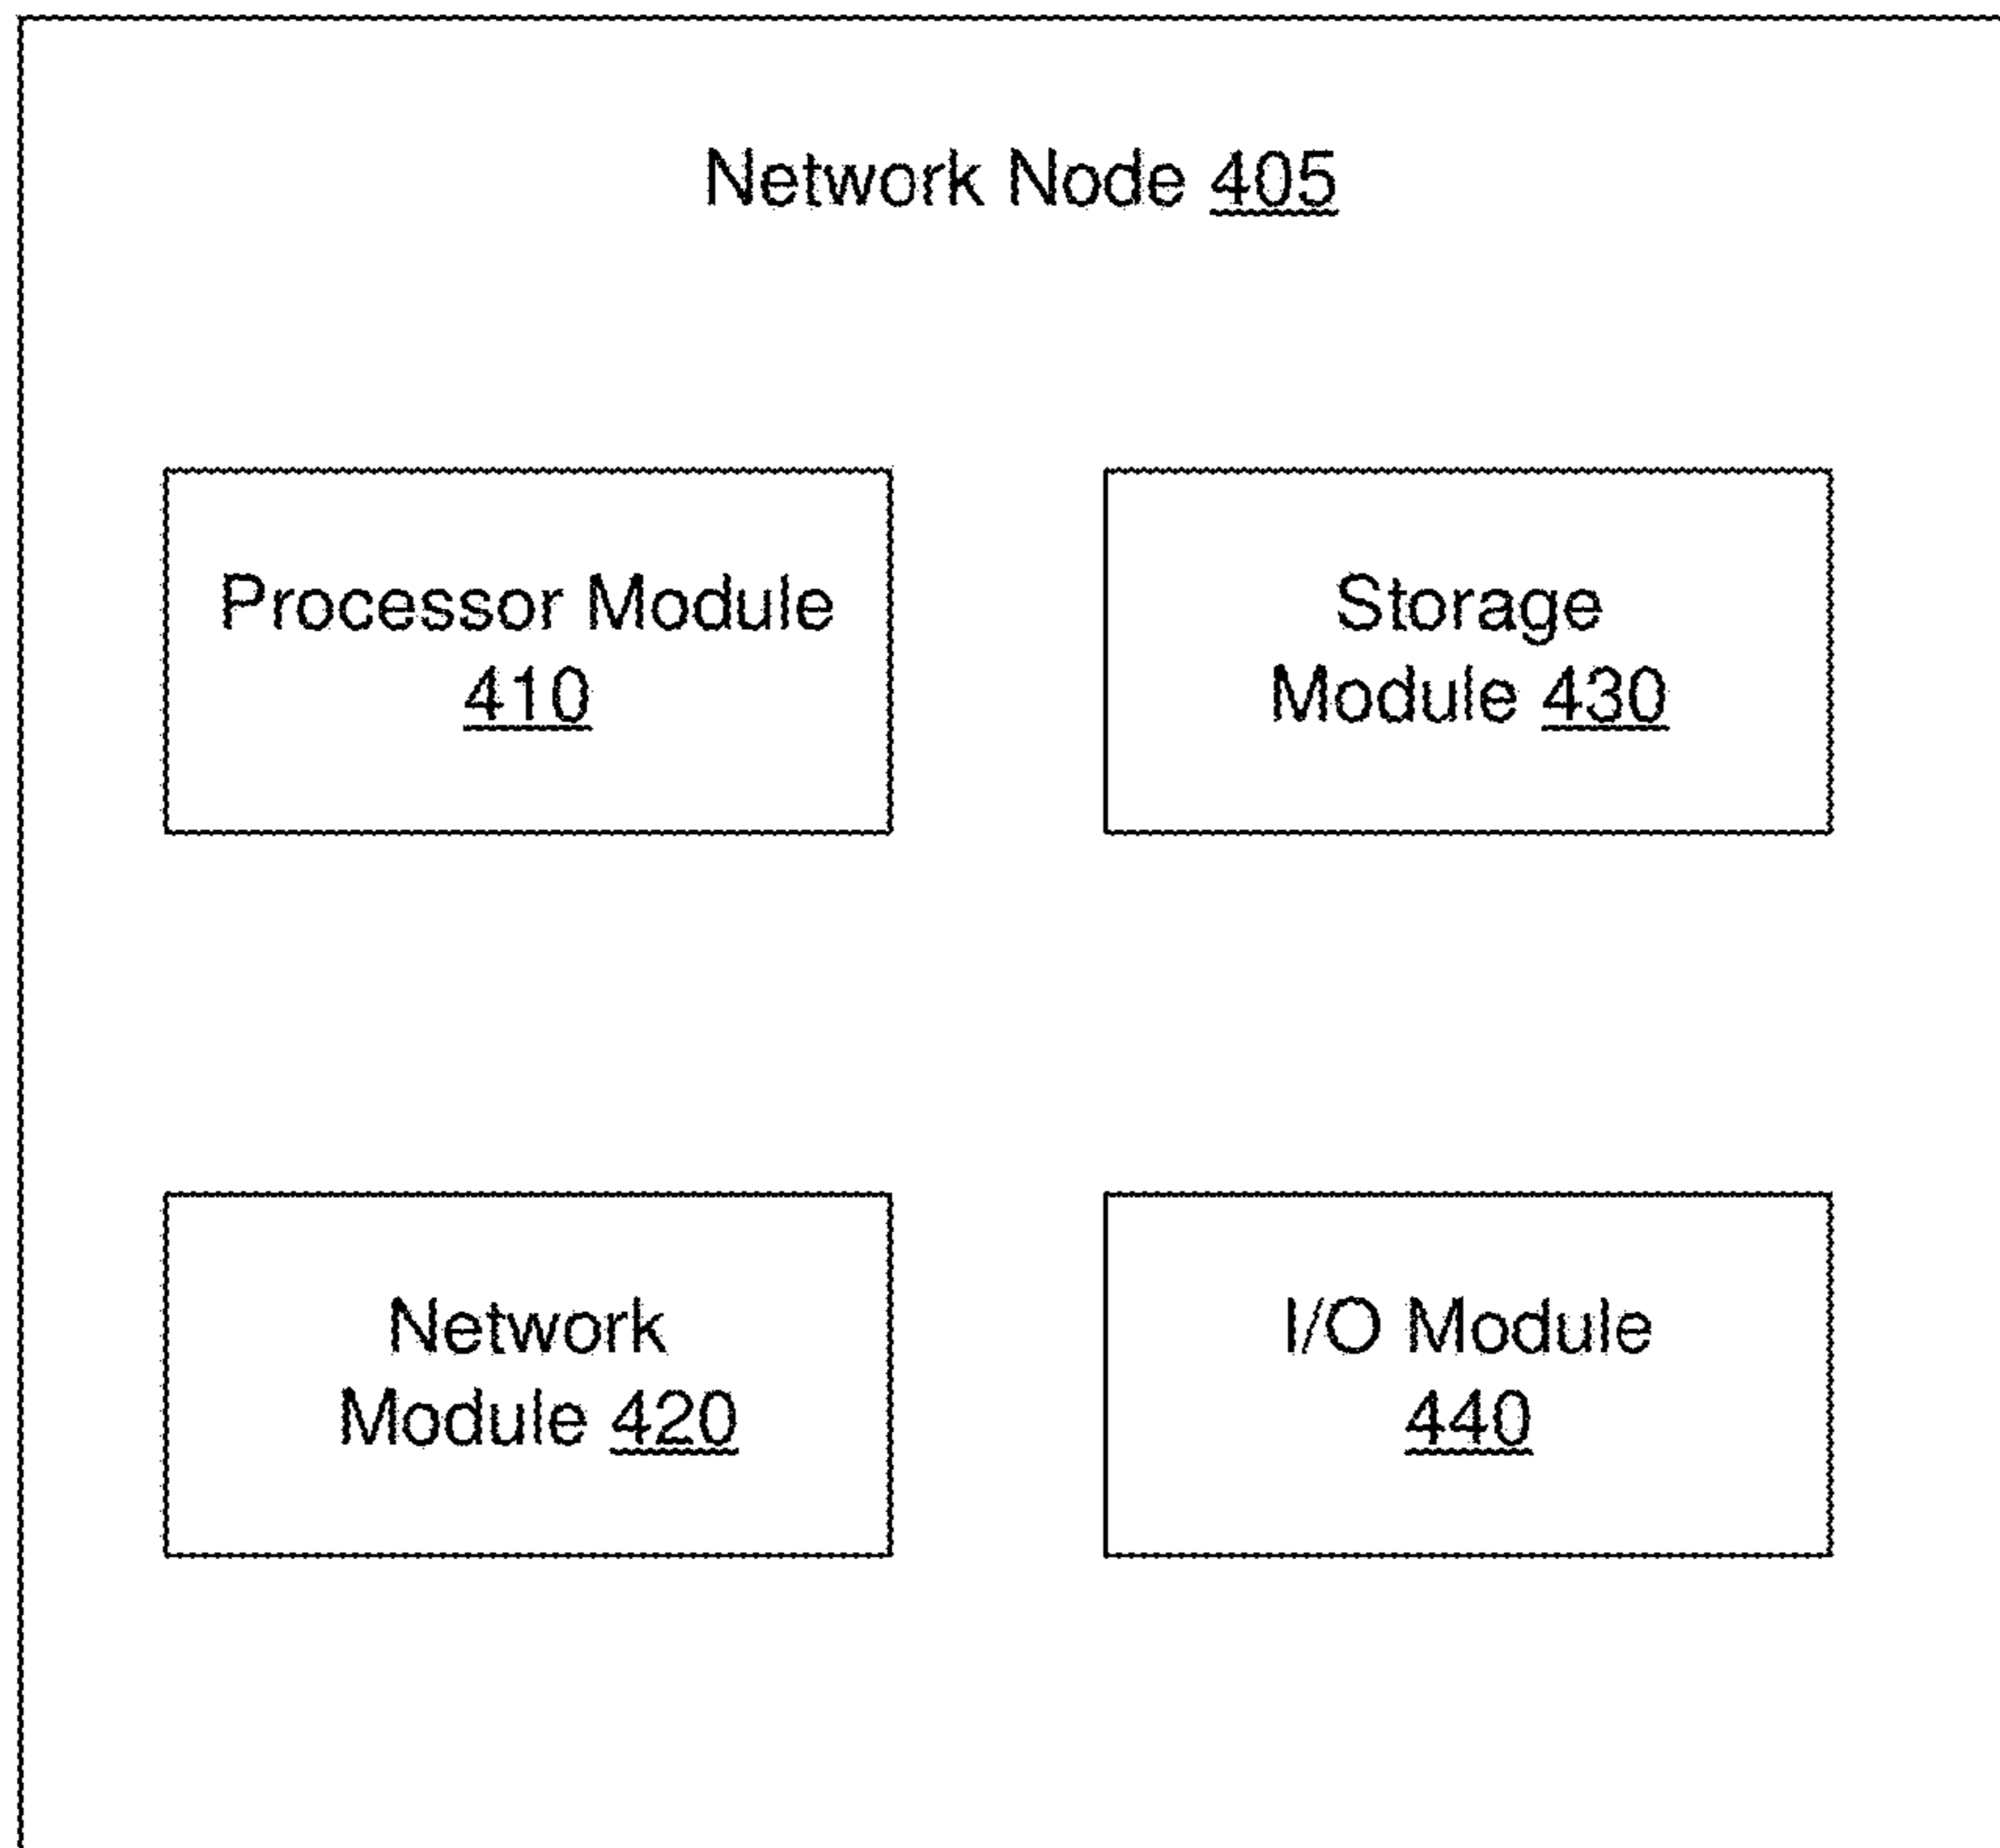 Network Node 405
Processor Module
410
Storage
Module 430
Network
Module 420
I/O Module
440